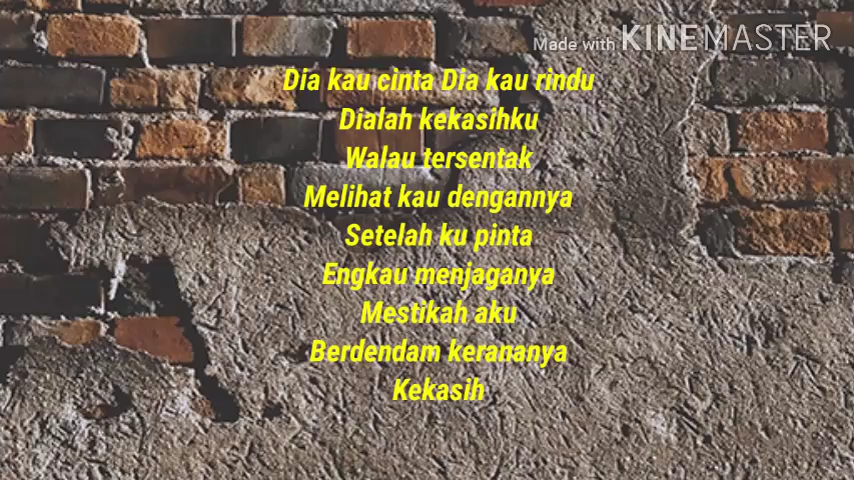 Made with KINEMASTER
Dia kau cinta Dia kau rindu
Dialah kekasihku
Walau tersentak
Melihat kau dengannya
Setelah ku pinta
Engkau menjaganya
Mestikah aku
Berdendam kerananya
Kekasih